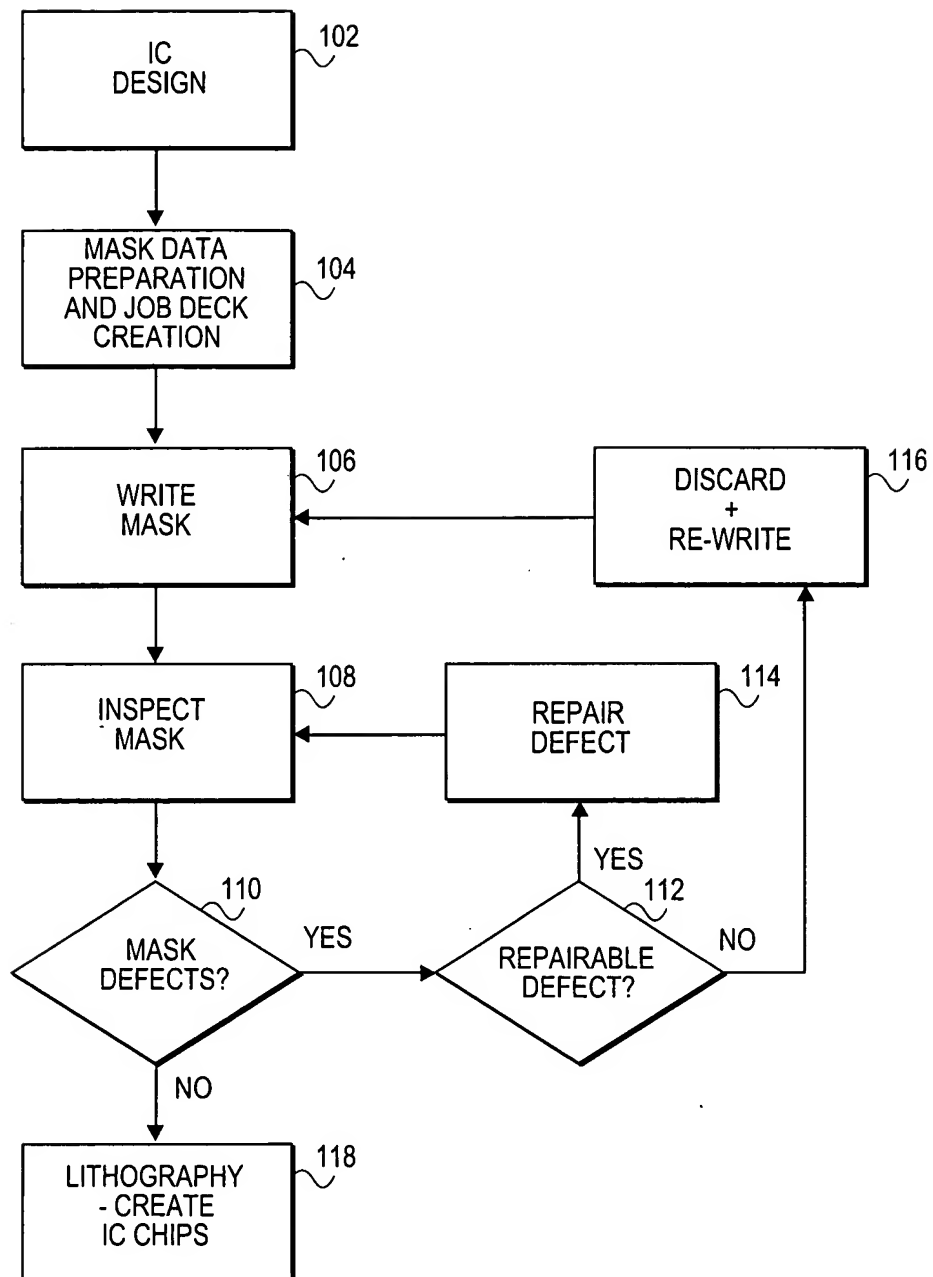 IC
DESIGN
102
MASK DATA
PREPARATION
AND JOB DECK
CREATION
104
WRITE
MASK
106
DISCARD
+
RE-WRITE
116
INSPECT
MASK
108
REPAIR
DEFECT
114
MASK
DEFECTS?
110
YES
NO
REPAIRABLE
DEFECT?
112
YES
NO
LITHOGRAPHY
- CREATE
IC CHIPS
118